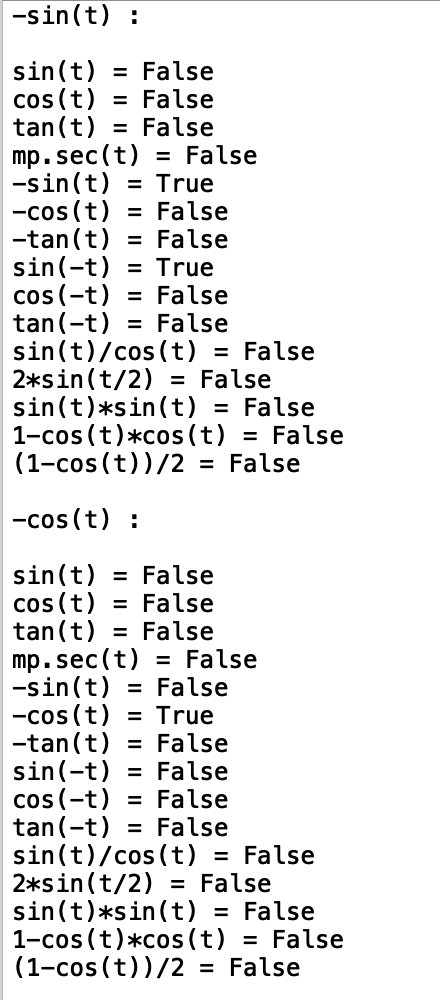 -sin(t) :
sin(t) = False
cos(t) = False
tan(t) = False
mp.sec(t) = False
-sin(t) = True
-cos(t) = False
-tan(t) = False
sin(-t) = True
cos(-t) = False
tan(-t) = False
sin(t)/cos(t) = False
2*sin(t/2) = False
sin(t)*sin(t) = False
1-cos(t)*cos(t) = False
(1-cos(t))/2 = False
-cos(t) :
sin(t) = False
cos(t) = False
tan(t) = False
mp.sec(t) = False
-sin(t) = False
-cos(t) = True
-tan(t) = False
sin(-t) = False
cos(-t) = False
tan(-t) = False
sin(t)/cos(t) = False
2*sin(t/2) = False
sin(t)*sin(t) = False
1-cos(t)*cos(t) = False
(1-cos(t))/2 = False